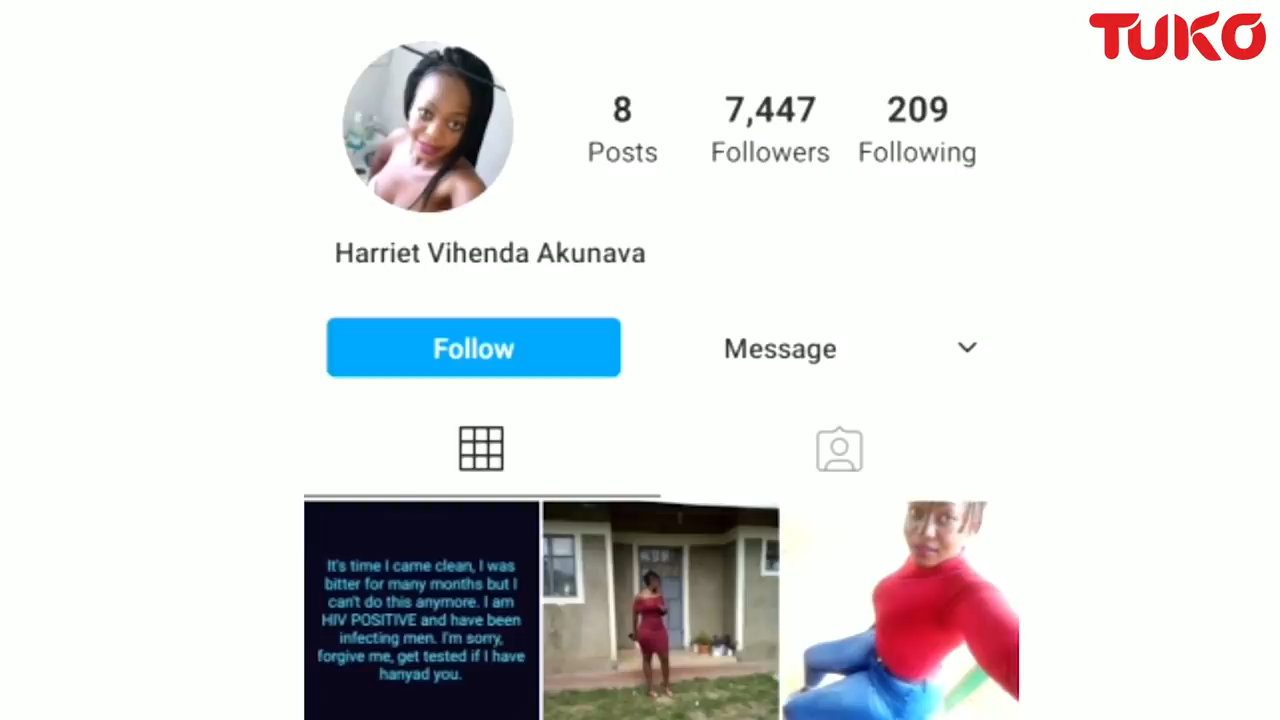 TUKO
8
7,447
209
Posts
Followers
Following
Harriet Vihenda Akunava
Follow
Message
It's time I came clean, I was
bitter for many months but I
can't do this anymore. I am
HIV POSITIVE and have been
infecting men. I'm sorry,
forgive me, get tested if I have
hanyad you.